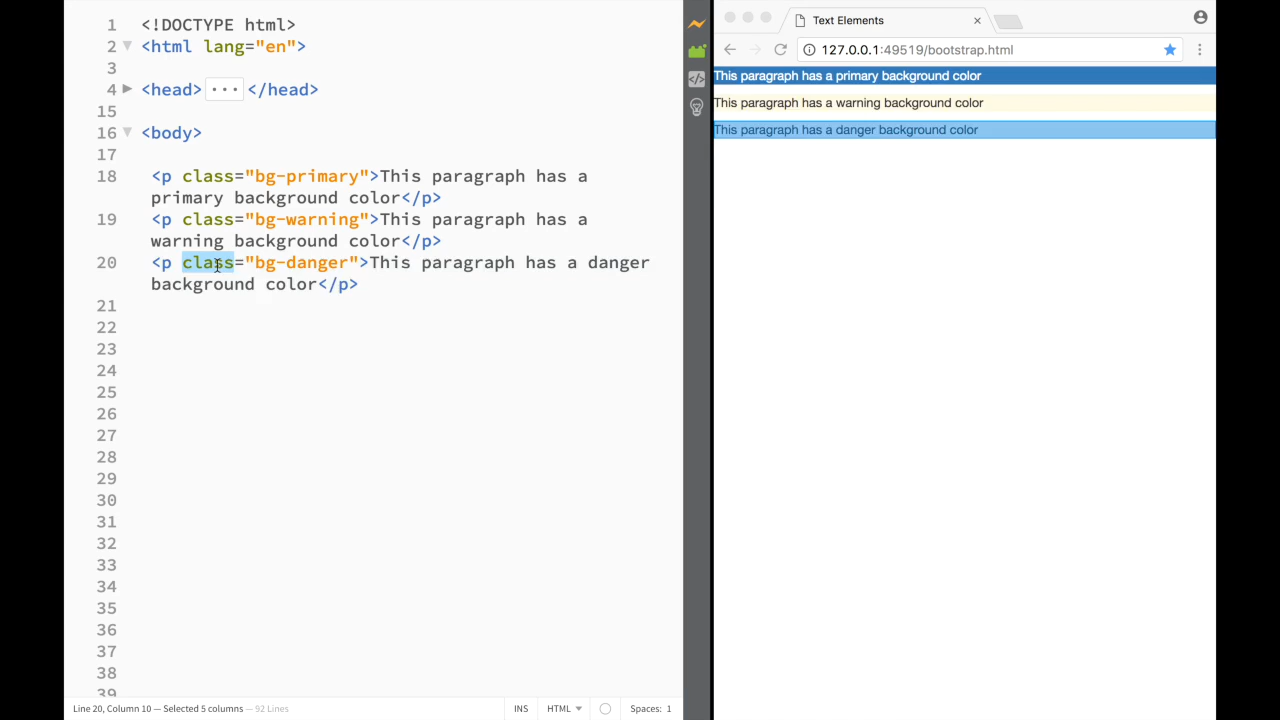 1 <!DOCTYPE html>
2 <html lang="en">
3
4 <head> ··· </head>
15
16 <body>
17
18 <p class="bg-primary">This paragraph has a
primary background color</p>
19 <p class="bg-warning">This paragraph has a
warning background color</p>
20 <p class="bg-danger">This paragraph has a danger
background color</p>
21
22
23
24
25
26
27
28
29
30
31
32
33
34
35
36
37
38
39
Line 20, Column 10 — Selected 5 columns — 92 Lines
INS
HTML
Spaces: 1
Text Elements
127.0.0.1:49519/bootstrap.html
This paragraph has a primary background color
This paragraph has a warning background color
This paragraph has a danger background color